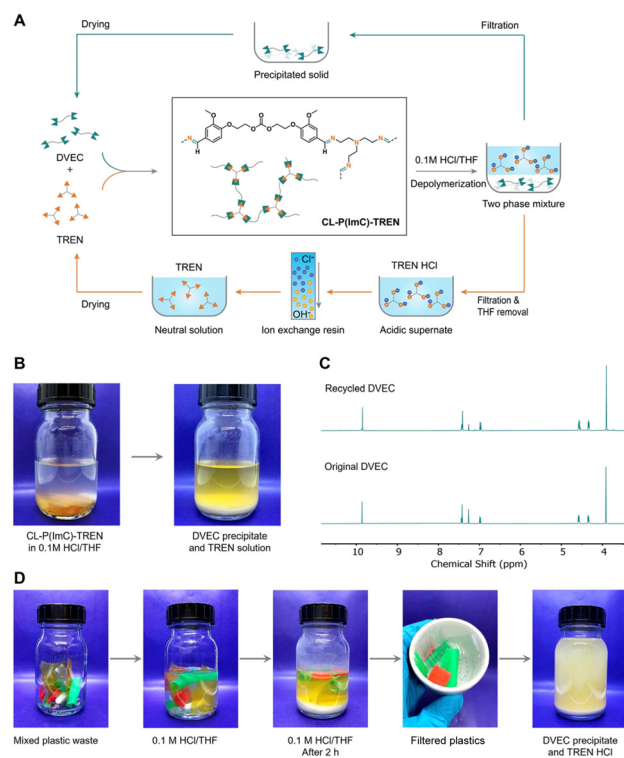 A
Drying
Filtration
Precipitated solid
DVEC
+
TREN
O
O
O
O
O
O
O
N
H
H
N
N
N
N
CL-P(ImC)-TREN
0.1M HCl/THF
Depolymerization
Two phase mixture
TREN
Cl-
OH-
TREN HCl
Drying
Neutral solution
Ion exchange resin
Acidic supernate
Filtration &
THF removal
B
CL-P(ImC)-TREN
in 0.1M HCl/THF
DVEC precipitate
and TREN solution
C
Recycled DVEC
Original DVEC
10 9 8 7 6 5 4
Chemical Shift (ppm)
D
Mixed plastic waste
0.1 M HCl/THF
0.1 M HCl/THF
After 2 h
Filtered plastics
DVEC precipitate
and TREN HCl